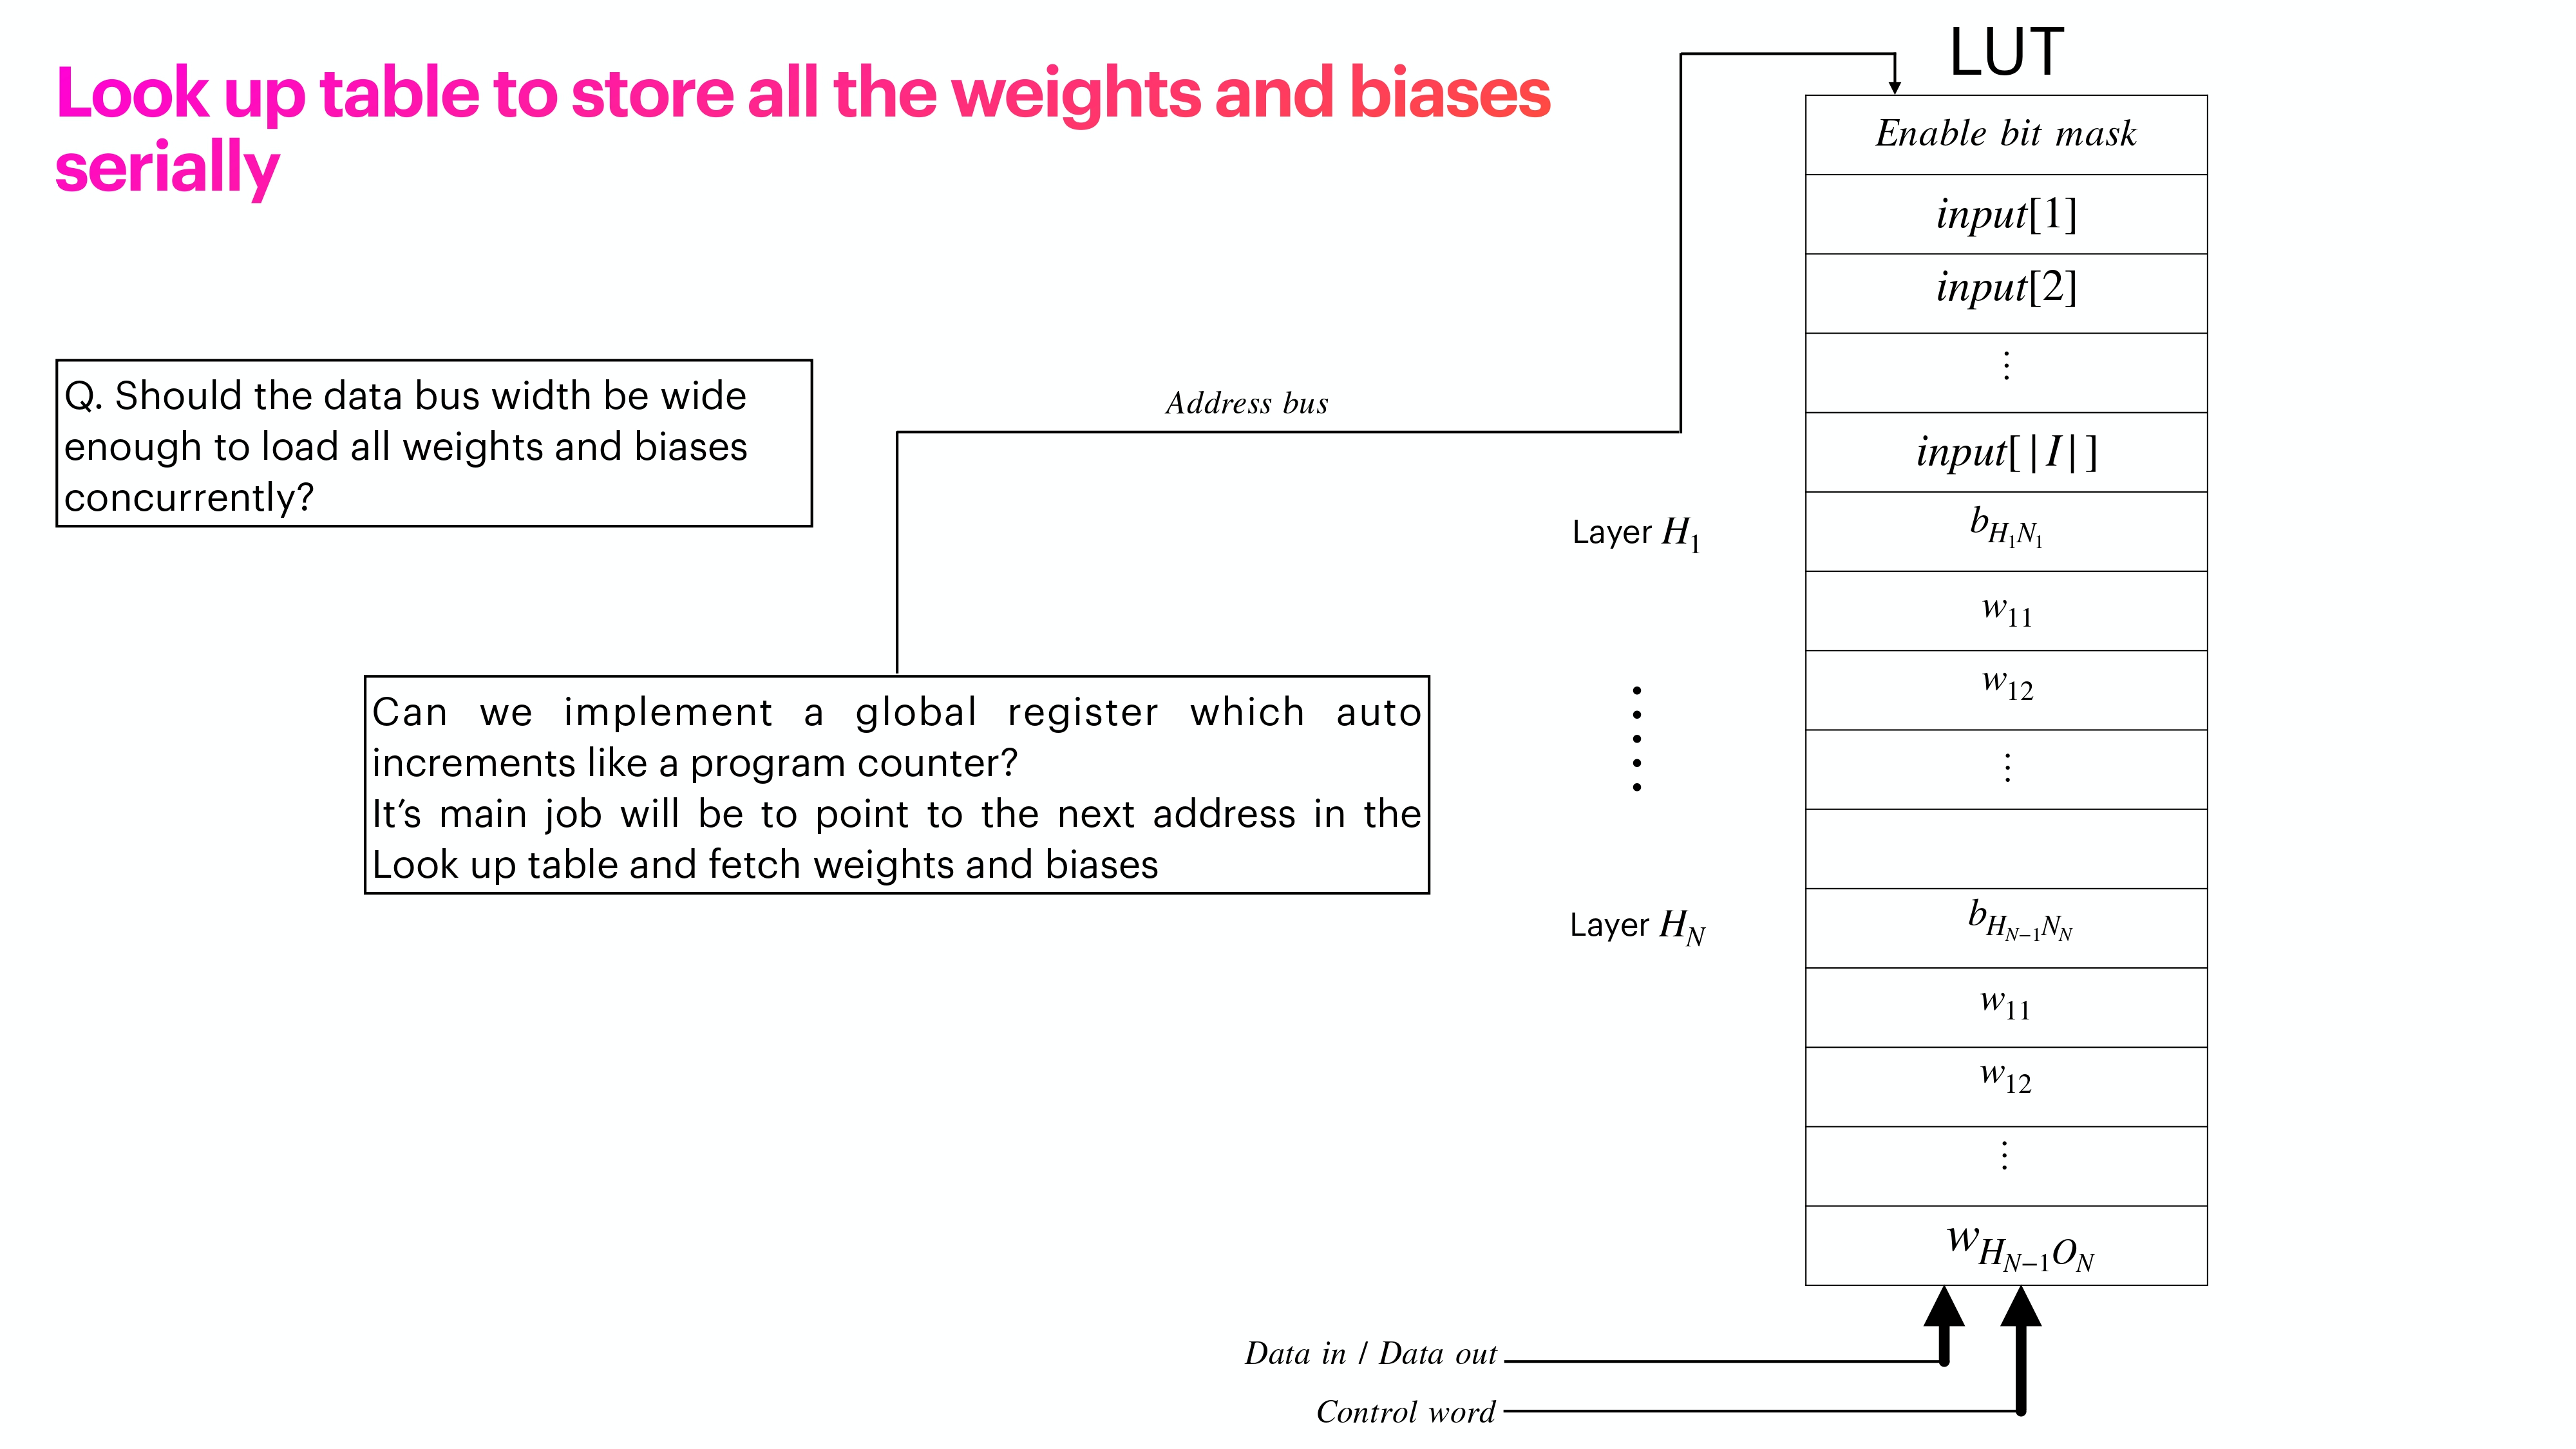 Look up table to store all the weights and biases
serially
LUT
Enable bit mask
input[1]
input[2]
⋮
input[|I|]
b_{H_1N_1}
w_{11}
w_{12}
⋮
b_{H_{N-1}N_N}
w_{11}
w_{12}
⋮
w_{H_{N-1}O_N}
Q. Should the data bus width be wide
enough to load all weights and biases
concurrently?
Address bus
Layer H_1
Can we implement a global register which auto
increments like a program counter?
It’s main job will be to point to the next address in the
Look up table and fetch weights and biases
Layer H_N
Data in / Data out
Control word